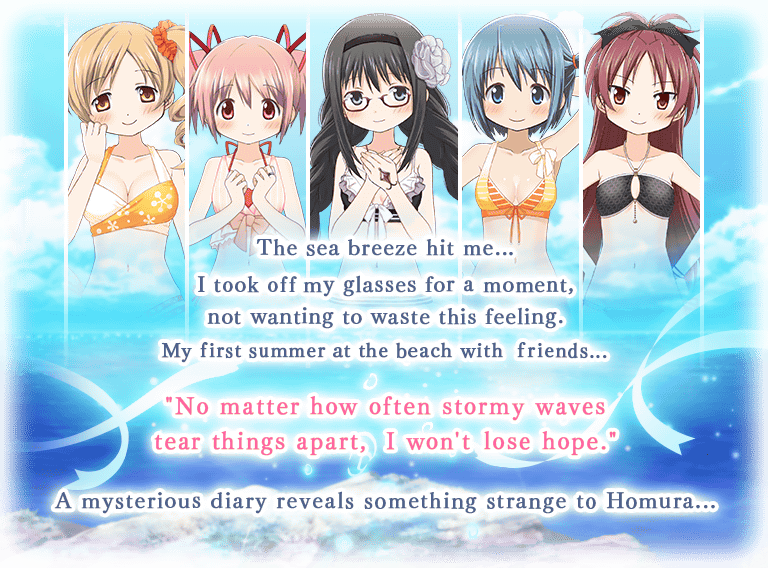 The sea breeze hit me...
I took off my glasses for a moment,
not wanting to waste this feeling.
My first summer at the beach with friends...
"No matter how often stormy waves
tear things apart, I won't lose hope."
A mysterious diary reveals something strange to Homura...